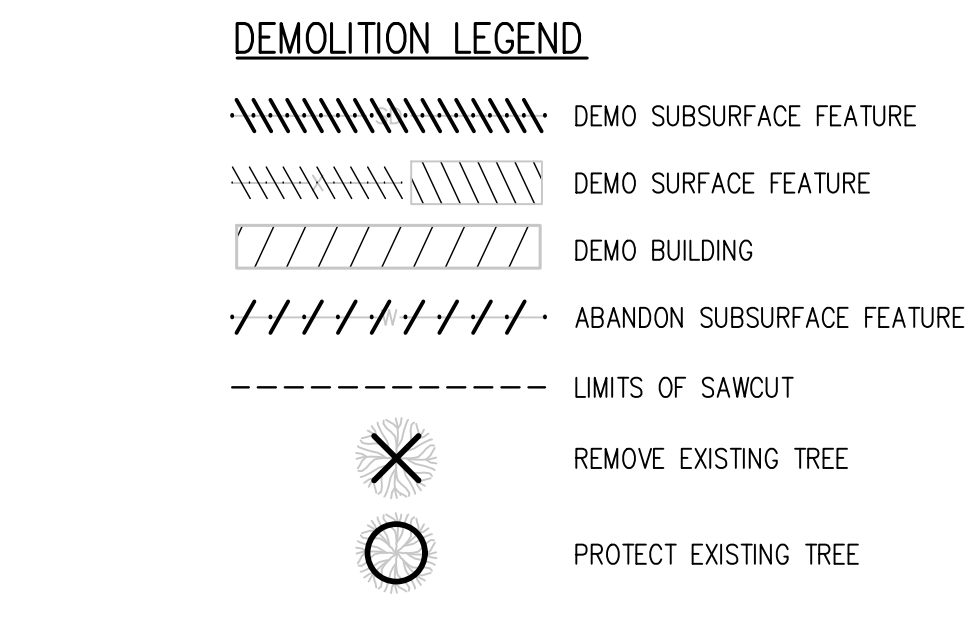 DEMOLITION LEGEND
SD DEMO SUBSURFACE FEATURE
X DEMO SURFACE FEATURE
DEMO BUILDING
W ABANDON SUBSURFACE FEATURE
LIMITS OF SAWCUT
REMOVE EXISTING TREE
PROTECT EXISTING TREE